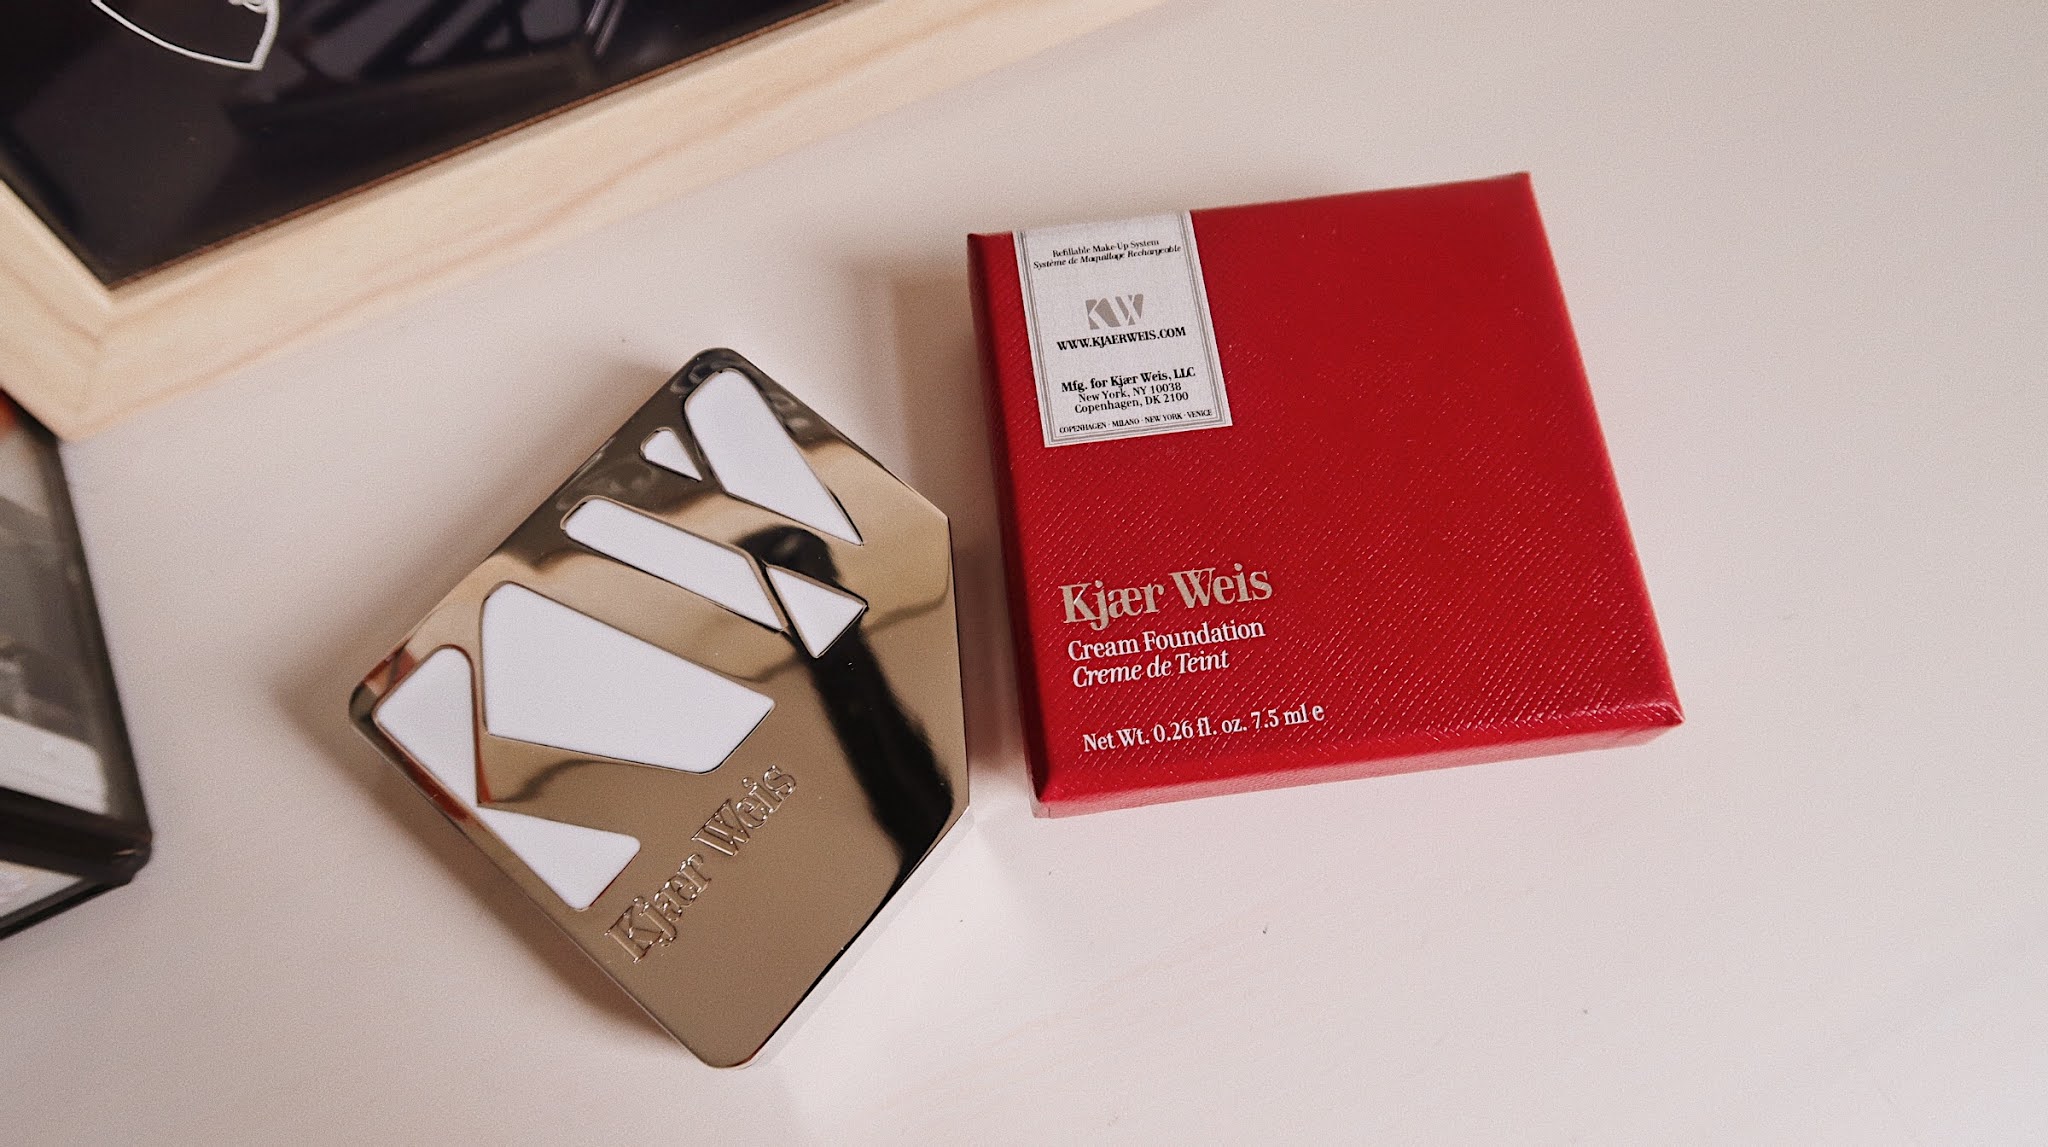 KW
Kjær Weis
Refillable Make-Up System
Système de Maquillage Rechargeable
KW
WWW.KJAERWEIS.COM
Mfg. for Kjær Weis, LLC
New York, NY 10038
Copenhagen, DK 2100
COPENHAGEN · MILANO · NEW YORK · VENICE
Kjær Weis
Cream Foundation
Creme de Teint
Net Wt. 0.26 fl. oz. 7.5 ml e